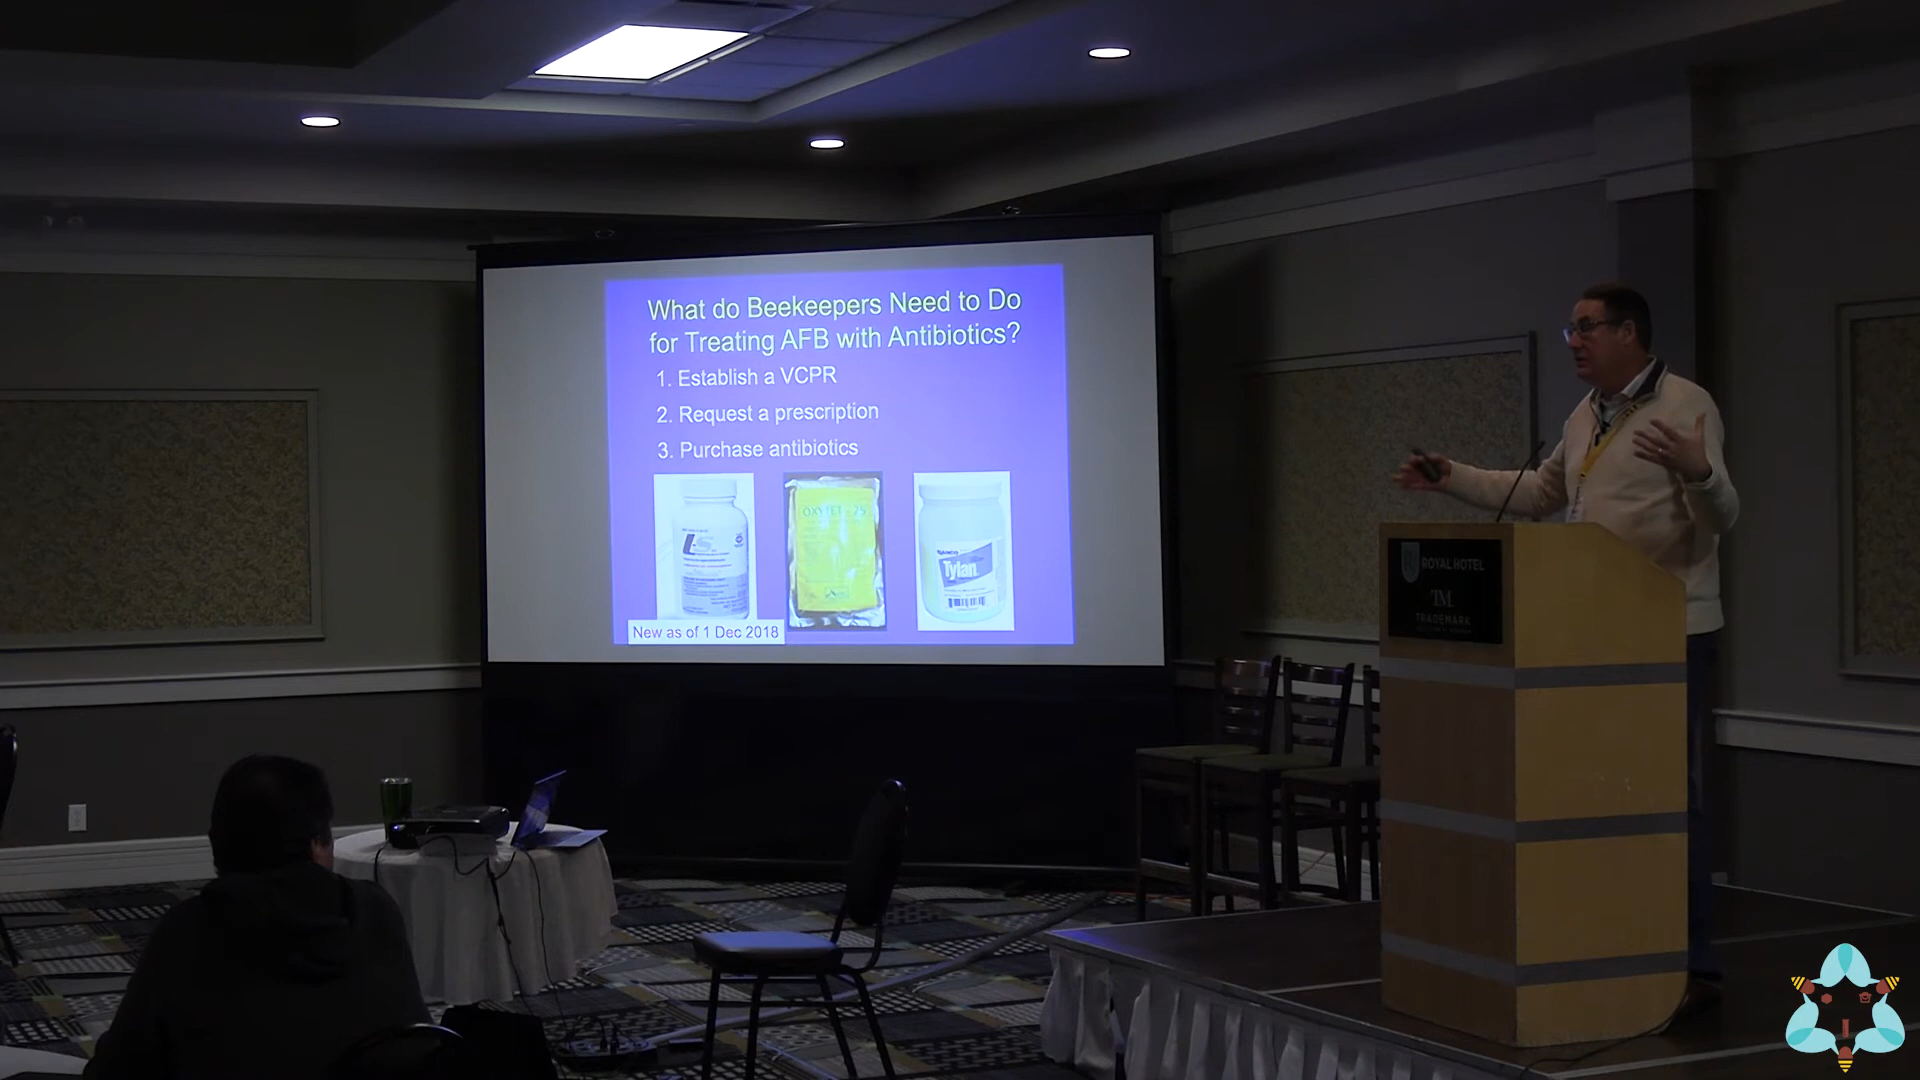 What do Beekeepers Need to Do
for Treating AFB with Antibiotics?
1. Establish a VCPR
2. Request a prescription
3. Purchase antibiotics
LS
OXYTET - 25
Tylan
New as of 1 Dec 2018
ROYAL HOTEL
TM
TRADEMARK